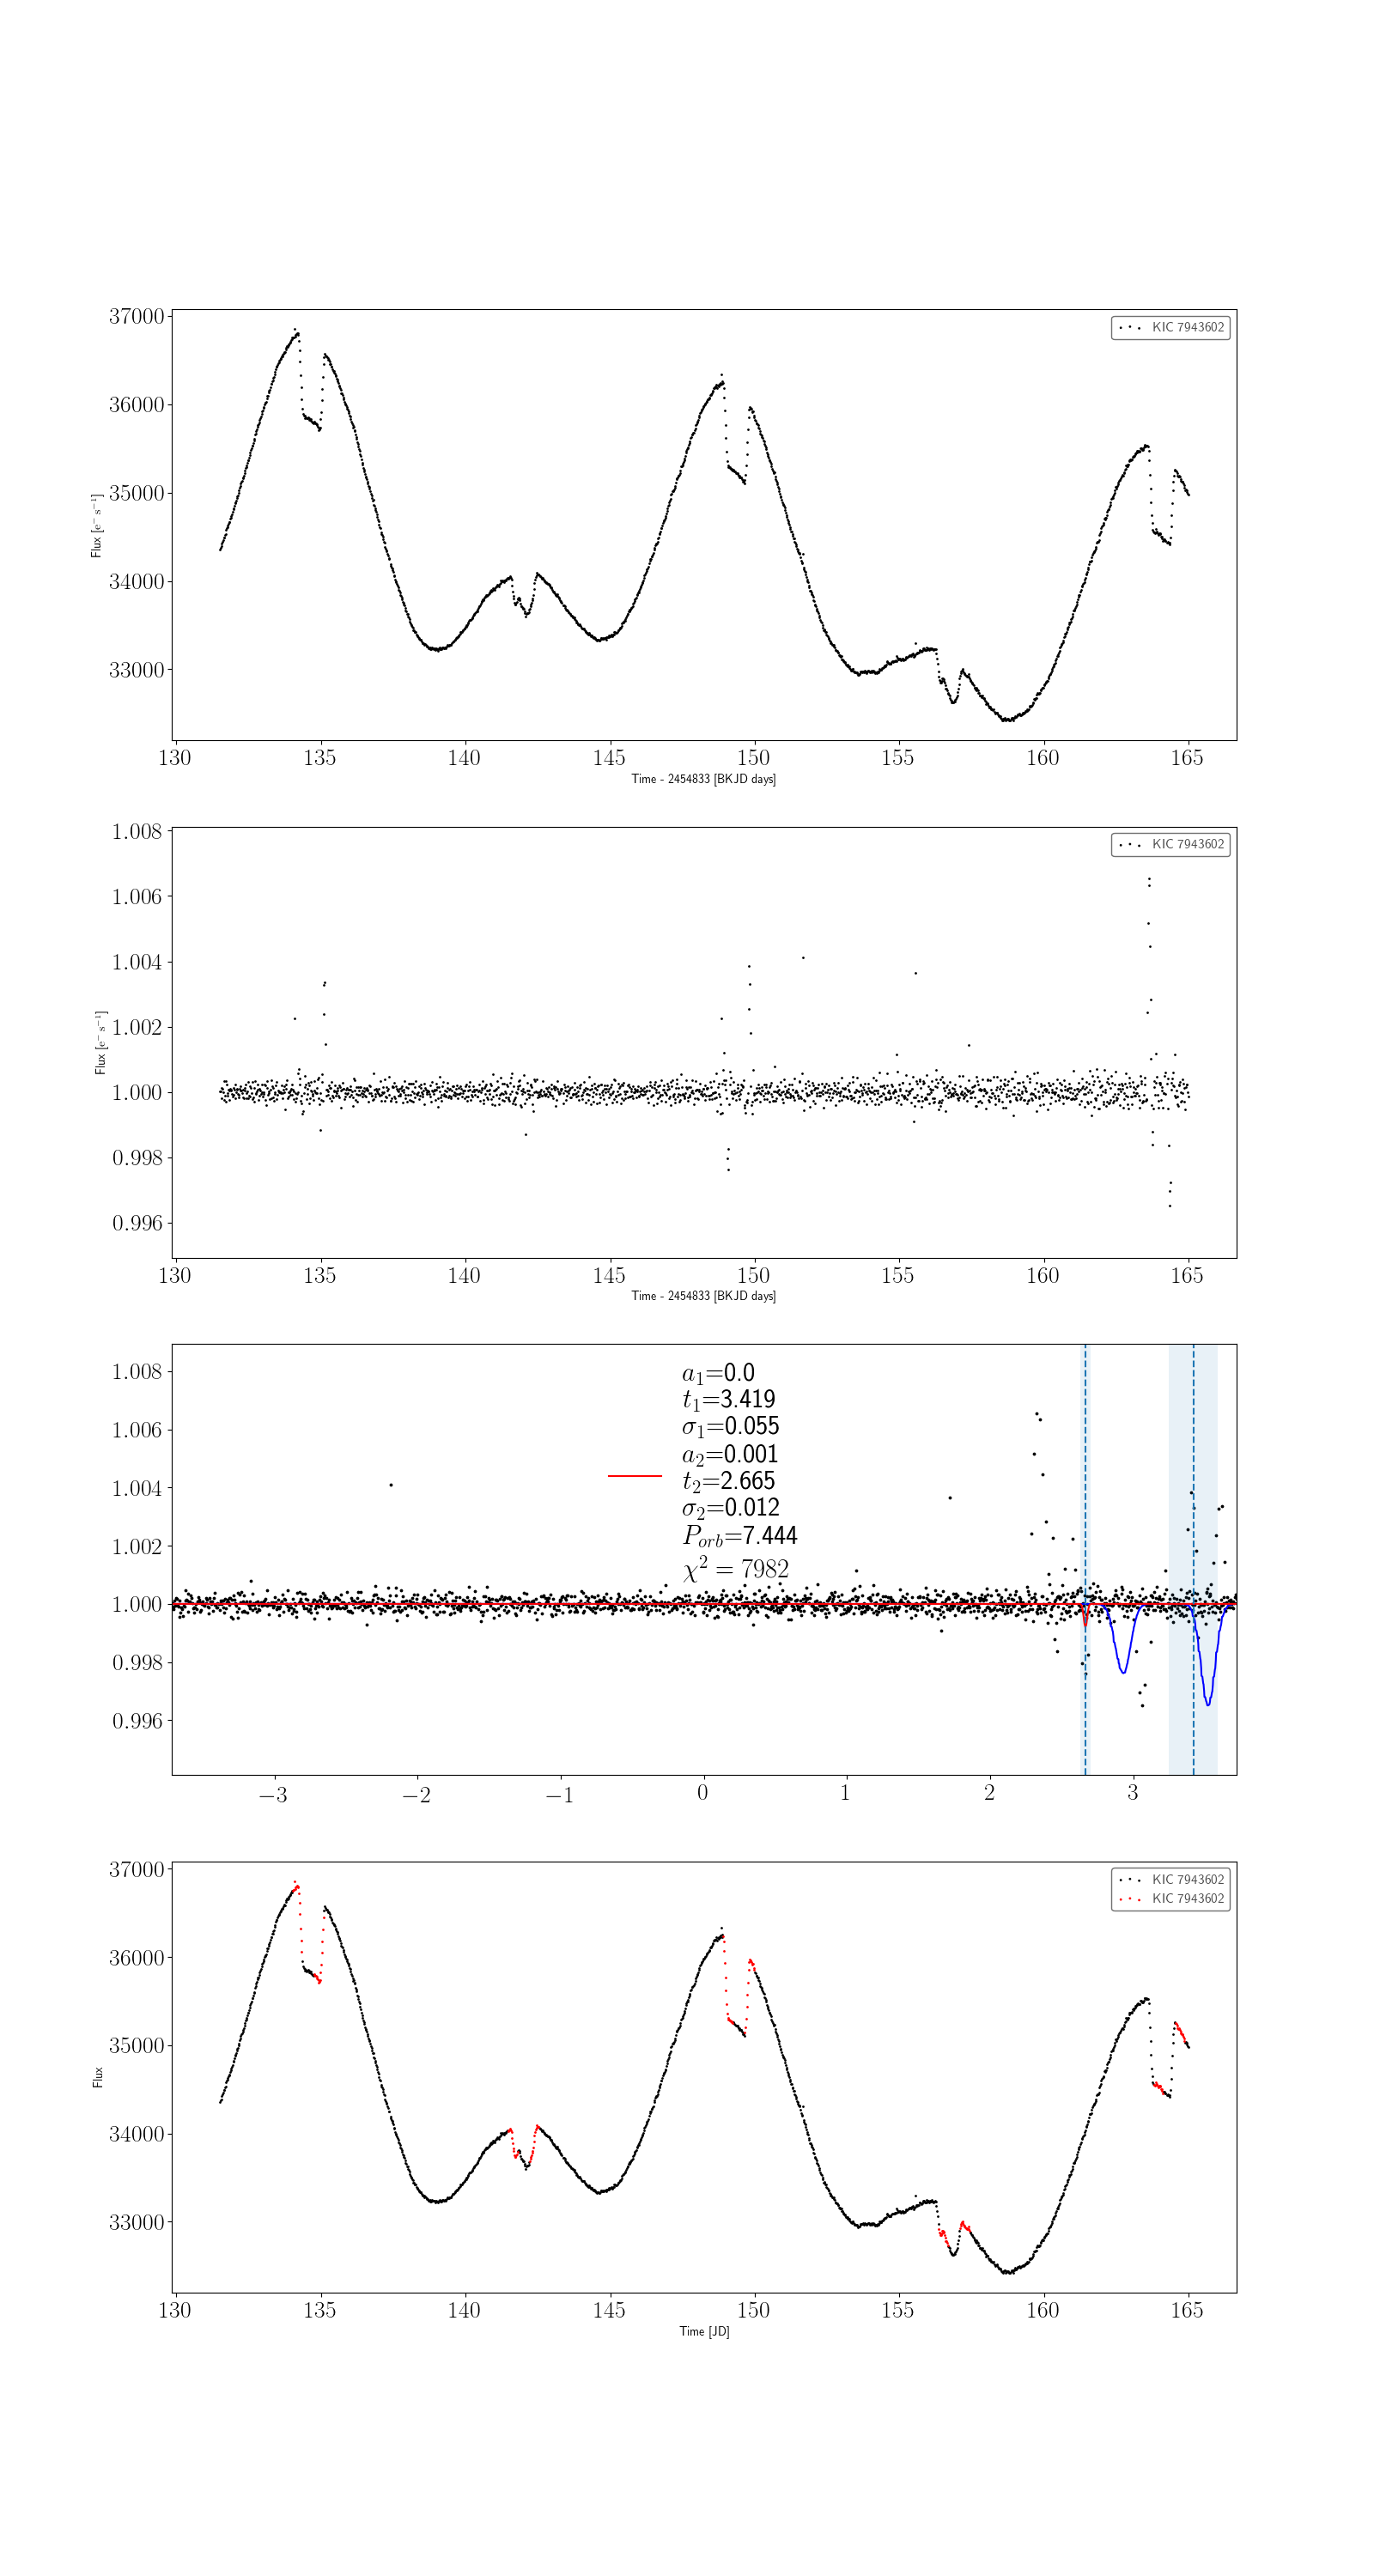 37000
36000
35000
34000
33000
Flux [e⁻ s⁻¹]
KIC 7943602
130 135 140 145 150 155 160 165
Time - 2454833 [BKJD days]
1.008
1.006
1.004
1.002
1.000
0.998
0.996
Flux [e⁻ s⁻¹]
KIC 7943602
130 135 140 145 150 155 160 165
Time - 2454833 [BKJD days]
1.008
1.006
1.004
1.002
1.000
0.998
0.996
a₁=0.0
t₁=3.419
σ₁=0.055
a₂=0.001
t₂=2.665
σ₂=0.012
P_orb=7.444
χ² = 7982
−3 −2 −1 0 1 2 3
37000
36000
35000
34000
33000
Flux
KIC 7943602
KIC 7943602
130 135 140 145 150 155 160 165
Time [JD]